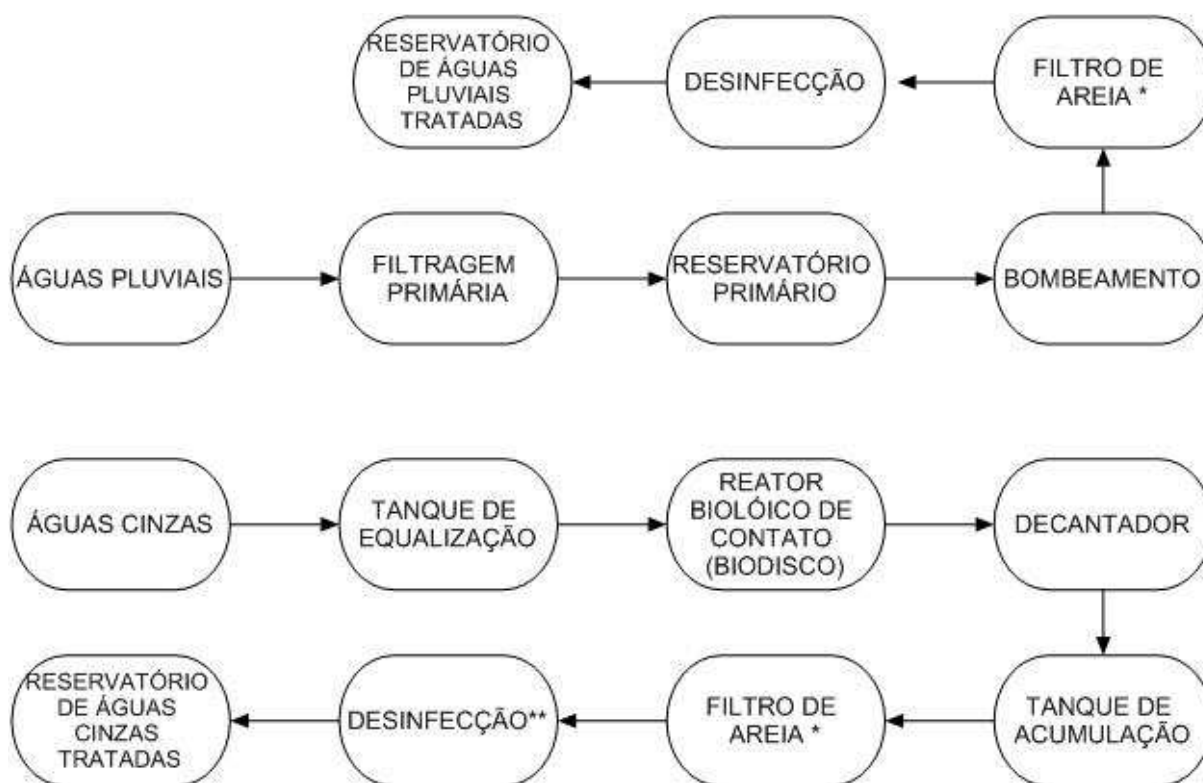 RESERVATÓRIO
DE ÁGUAS
PLUVIAIS
TRATADAS
DESINFECÇÃO
FILTRO DE
AREIA *
ÁGUAS PLUVIAIS
FILTRAGEM
PRIMÁRIA
RESERVATÓRIO
PRIMÁRIO
BOMBEAMENTO
ÁGUAS CINZAS
TANQUE DE
EQUALIZAÇÃO
REATOR
BIOLÓICO DE
CONTATO
(BIODISCO)
DECANTADOR
RESERVATÓRIO
DE ÁGUAS
CINZAS
TRATADAS
DESINFECÇÃO**
FILTRO DE
AREIA *
TANQUE DE
ACUMULAÇÃO